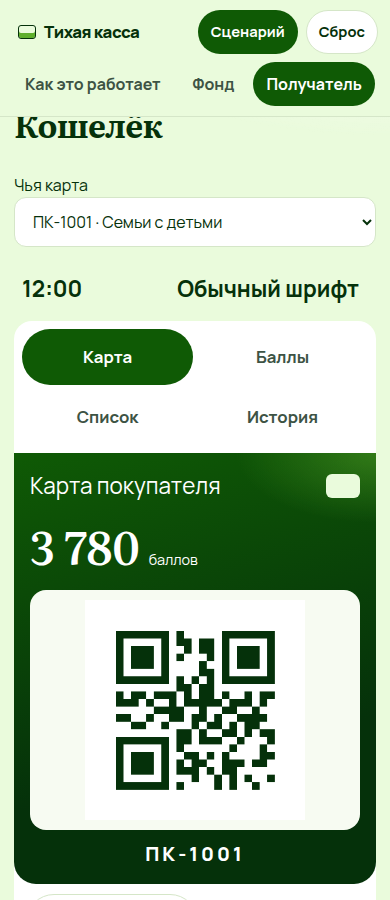 Тихая касса
Сценарий
Сброс
Как это работает
Фонд
Получатель
Кошелёк
Чья карта
ПК-1001 · Семьи с детьми
12:00
Обычный шрифт
Карта
Баллы
Список
История
Карта покупателя
3 780 баллов
ПК-1001